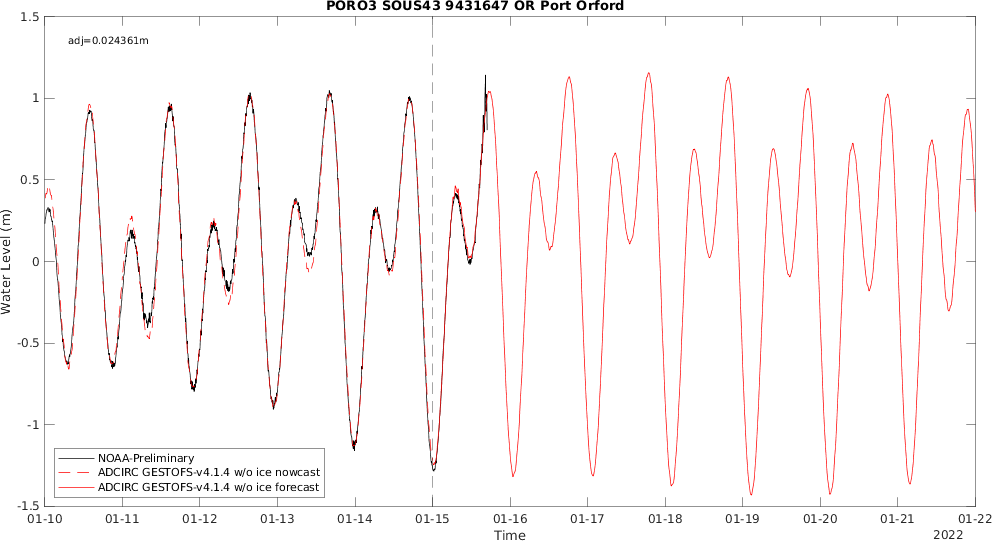 PORO3 SOUS43 9431647 OR Port Orford
adj=0.024361m
Water Level (m)
1.5
1
0.5
0
-0.5
-1
-1.5
NOAA-Preliminary
ADCIRC GESTOFS-v4.1.4 w/o ice nowcast
ADCIRC GESTOFS-v4.1.4 w/o ice forecast
01-10 01-11 01-12 01-13 01-14 01-15 01-16 01-17 01-18 01-19 01-20 01-21 01-22
Time
2022